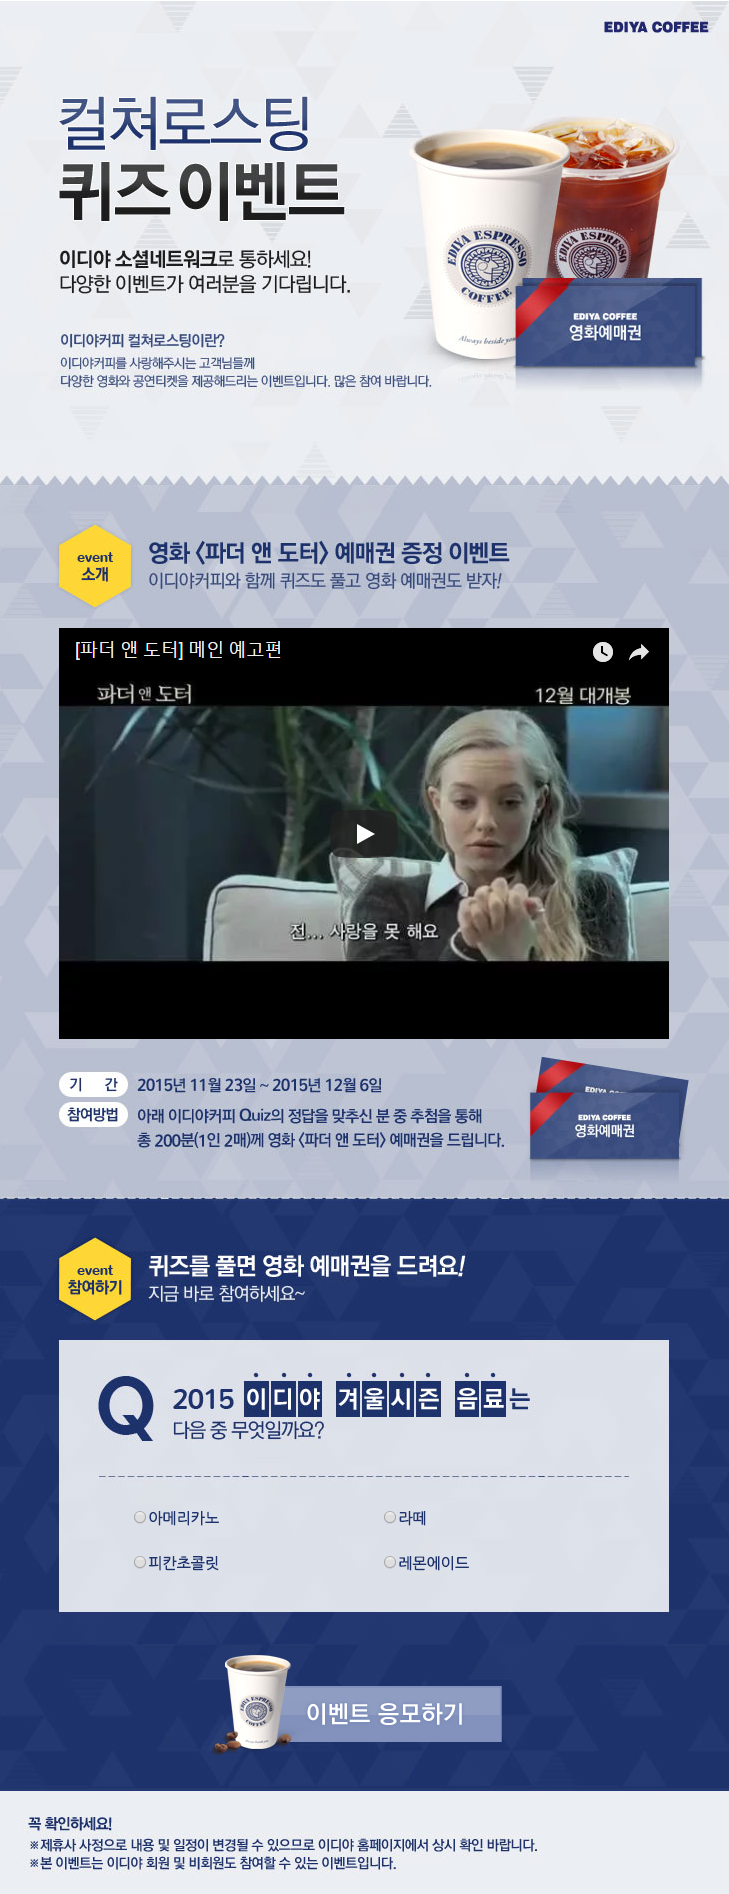 EDIYA COFFEE
컬쳐로스팅
퀴즈 이벤트
이디야 소셜네트워크로 통하세요!
다양한 이벤트가 여러분을 기다립니다.
이디야커피 컬쳐로스팅이란?
이디야커피를 사랑해주시는 고객님들께
다양한 영화와 공연티켓을 제공해드리는 이벤트입니다. 많은 참여 바랍니다.
EDIYA ESPRESSO
COFFEE
Always beside you
EDIYA ESPRESSO
EDIYA COFFEE
영화예매권
event
소개
영화 <파더 앤 도터> 예매권 증정 이벤트
이디야커피와 함께 퀴즈도 풀고 영화 예매권도 받자!
[파더 앤 도터] 메인 예고편
파더 앤 도터
12월 대개봉
전... 사랑을 못 해요
기 간 2015년 11월 23일 ~ 2015년 12월 6일
참여방법 아래 이디야커피 Quiz의 정답을 맞추신 분 중 추첨을 통해
총 200분(1인 2매)께 영화 <파더 앤 도터> 예매권을 드립니다.
EDIYA COFFEE
영화예매권
event
참여하기
퀴즈를 풀면 영화 예매권을 드려요!
지금 바로 참여하세요~
Q 2015 이디야 겨울시즌 음료는
다음 중 무엇일까요?
아메리카노
라떼
피칸초콜릿
레몬에이드
EDIYA ESPRESSO
COFFEE
이벤트 응모하기
꼭 확인하세요!
※제휴사 사정으로 내용 및 일정이 변경될 수 있으므로 이디야 홈페이지에서 상시 확인 바랍니다.
※본 이벤트는 이디야 회원 및 비회원도 참여할 수 있는 이벤트입니다.